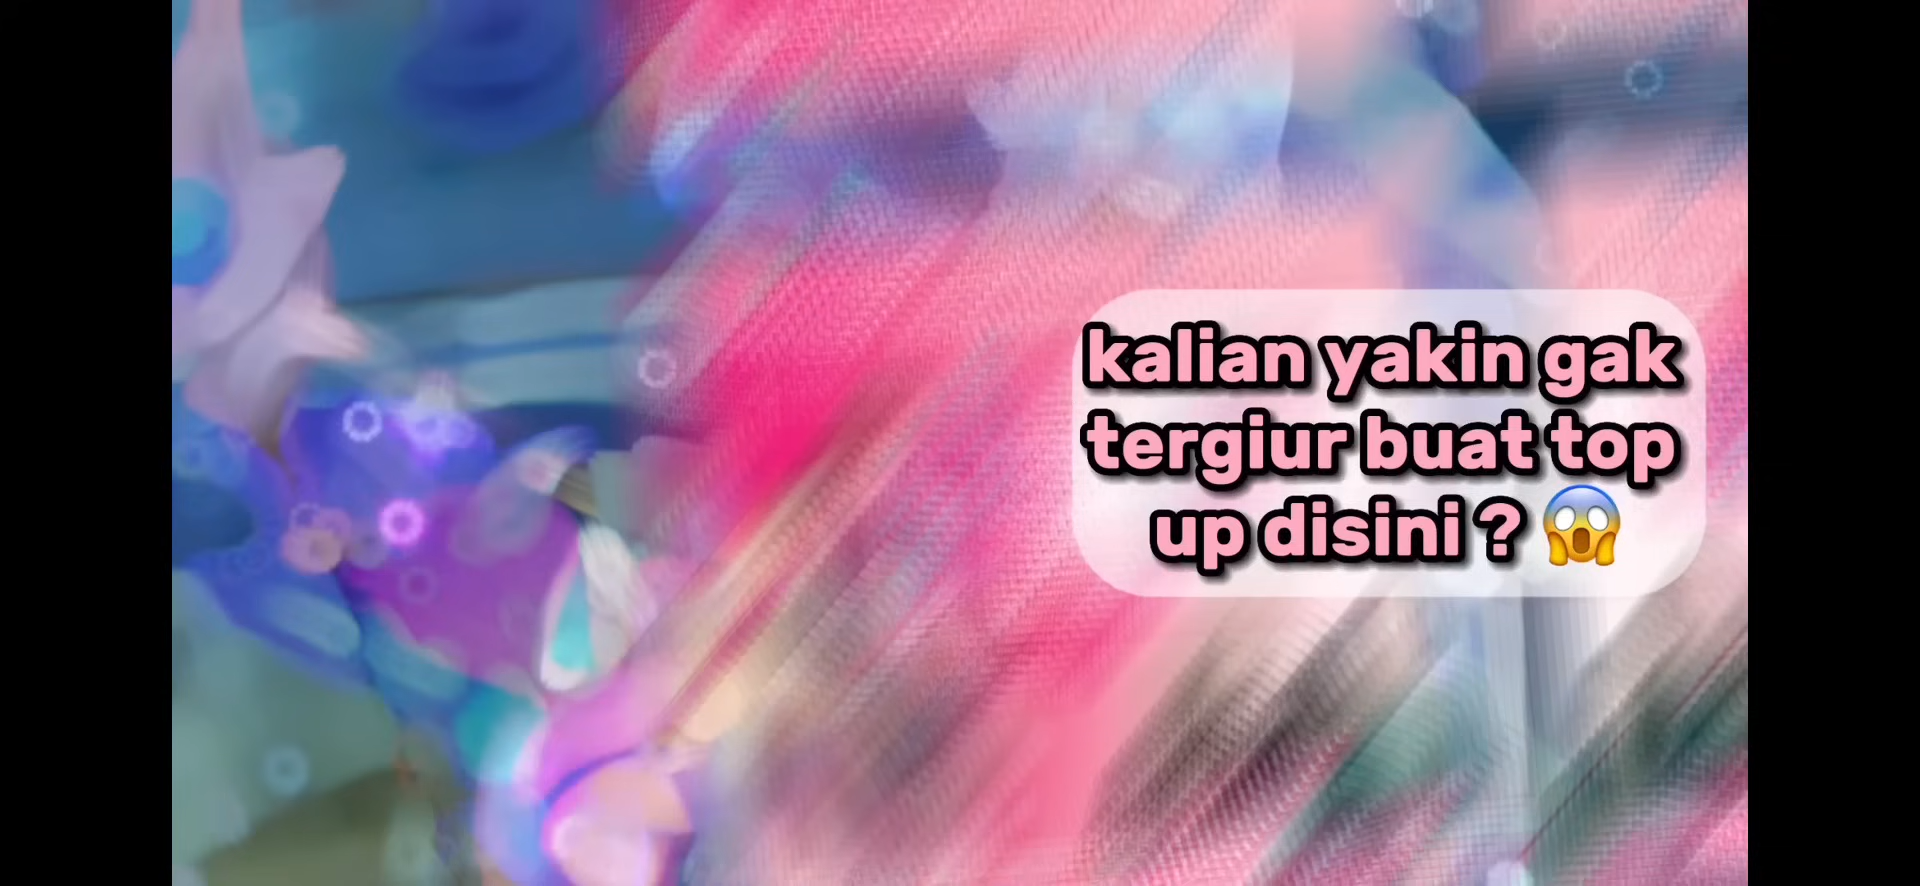 kalian yakin gak
tergiur buat top
up disini ? 😱